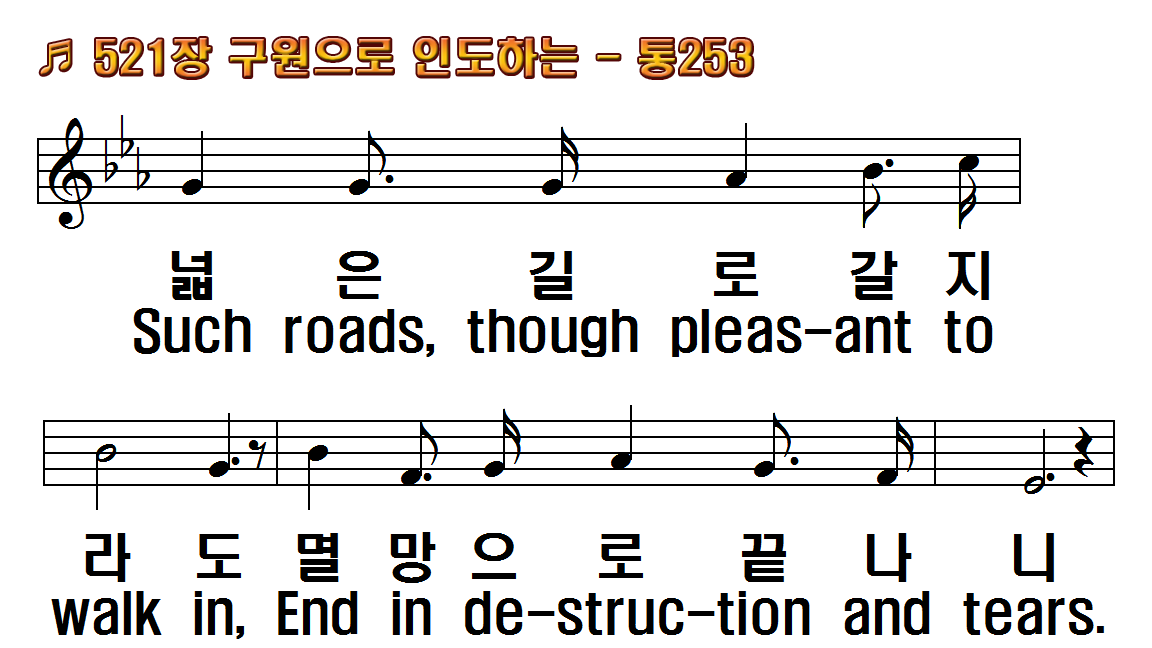 ♬ 521장 구원으로 인도하는 - 통253
넓 은 길 로 갈 지
Such roads, though pleas-ant to
라 도 멸 망 으 로 끝 나 니
walk in, End in de-struc-tion and tears.